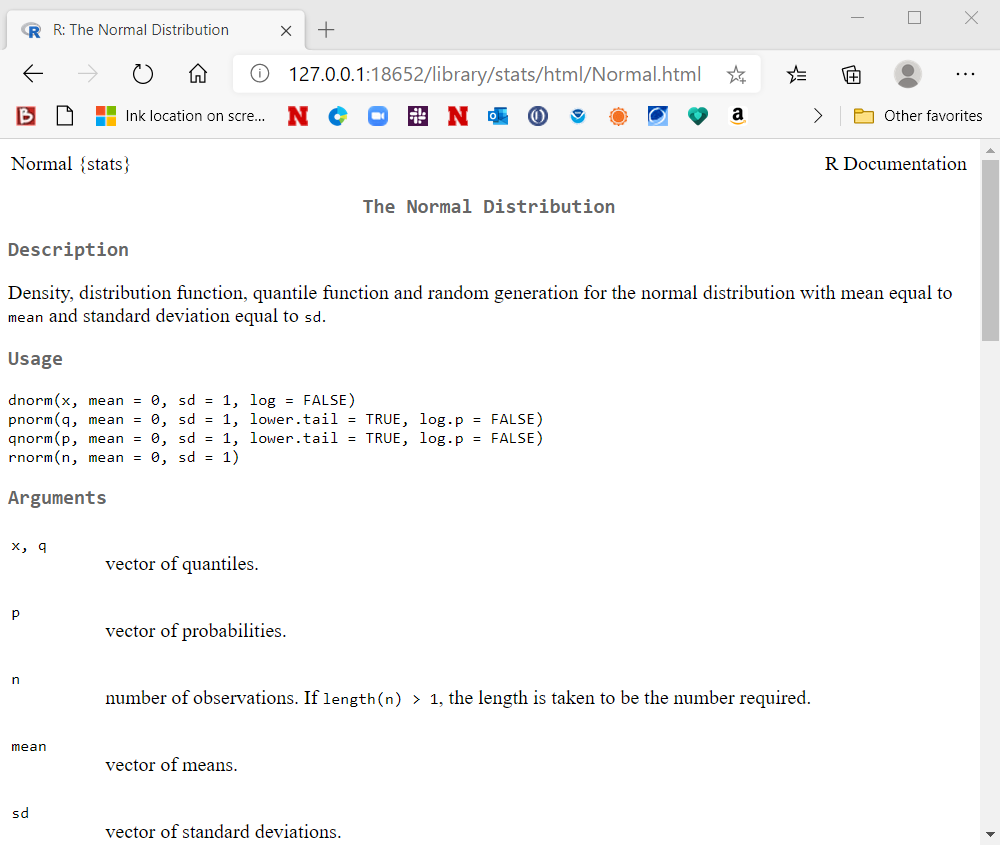 R: The Normal Distribution
127.0.0.1:18652/library/stats/html/Normal.html
Ink location on scre...
Other favorites
Normal {stats}
R Documentation
The Normal Distribution
Description
Density, distribution function, quantile function and random generation for the normal distribution with mean equal to
mean and standard deviation equal to sd.
Usage
dnorm(x, mean = 0, sd = 1, log = FALSE)
pnorm(q, mean = 0, sd = 1, lower.tail = TRUE, log.p = FALSE)
qnorm(p, mean = 0, sd = 1, lower.tail = TRUE, log.p = FALSE)
rnorm(n, mean = 0, sd = 1)
Arguments
x, q
vector of quantiles.
p
vector of probabilities.
n
number of observations. If length(n) > 1, the length is taken to be the number required.
mean
vector of means.
sd
vector of standard deviations.